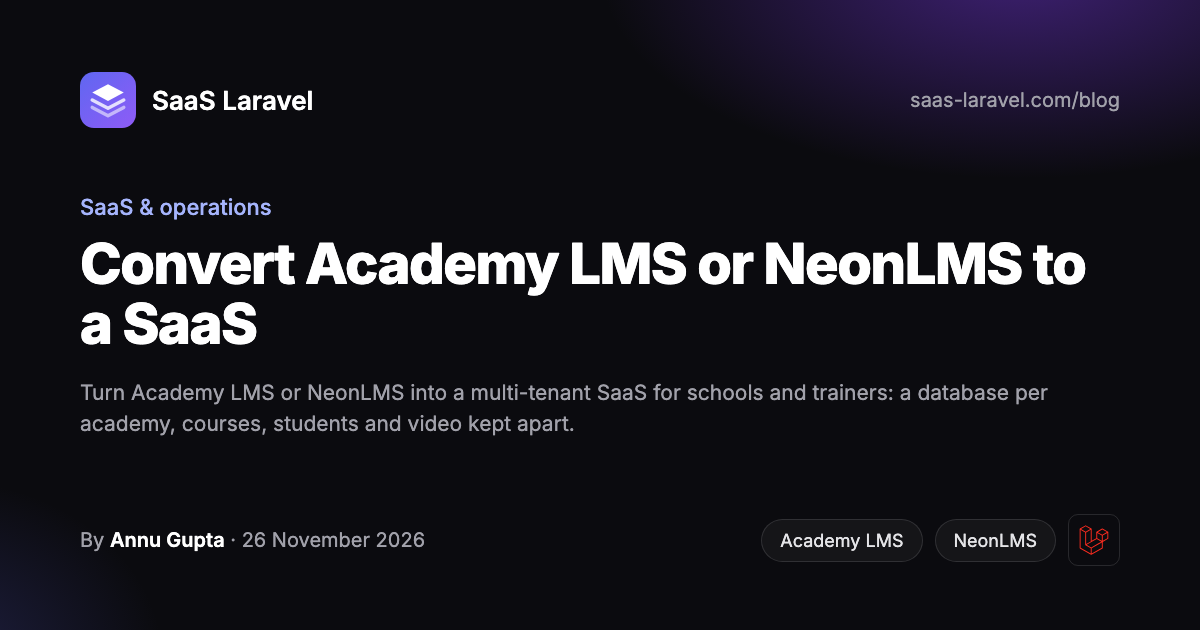 SaaS Laravel
saas-laravel.com/blog
SaaS & operations
Convert Academy LMS or NeonLMS to
a SaaS
Turn Academy LMS or NeonLMS into a multi-tenant SaaS for schools and trainers: a database per
academy, courses, students and video kept apart.
By Annu Gupta · 26 November 2026
Academy LMS
NeonLMS